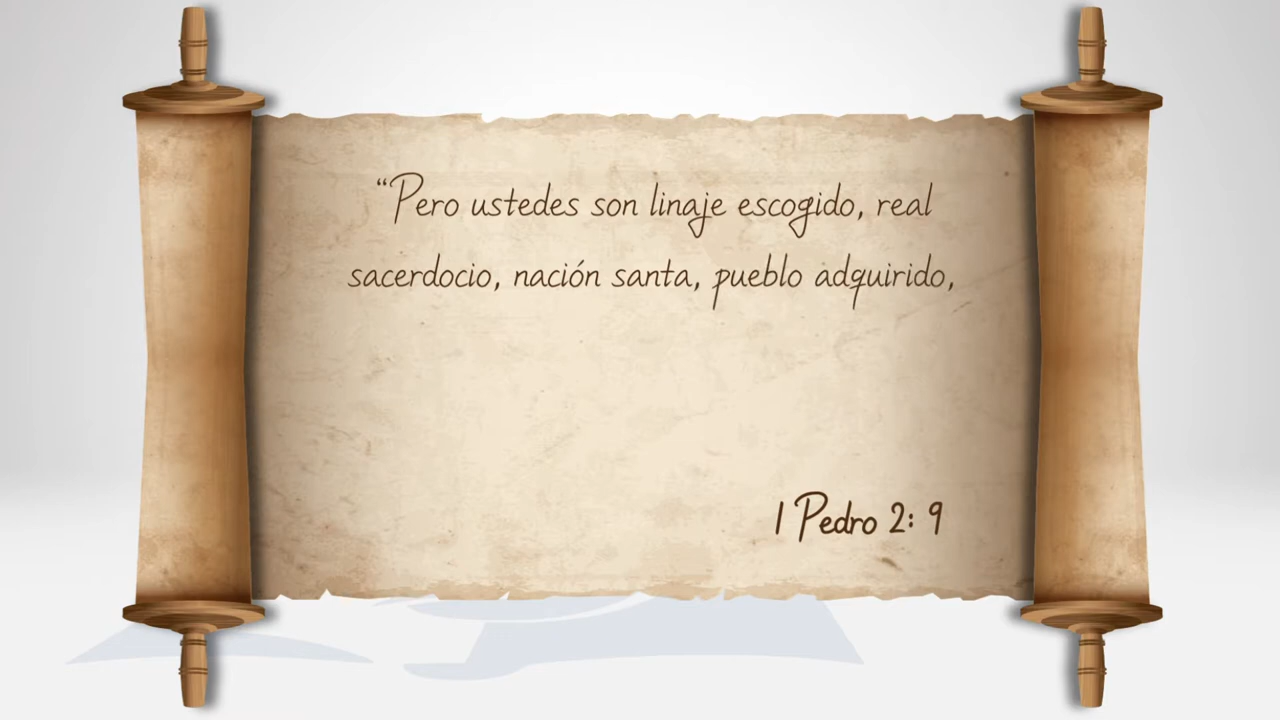 “Pero ustedes son linaje escogido, real
sacerdocio, nación santa, pueblo adquirido,
1 Pedro 2: 9